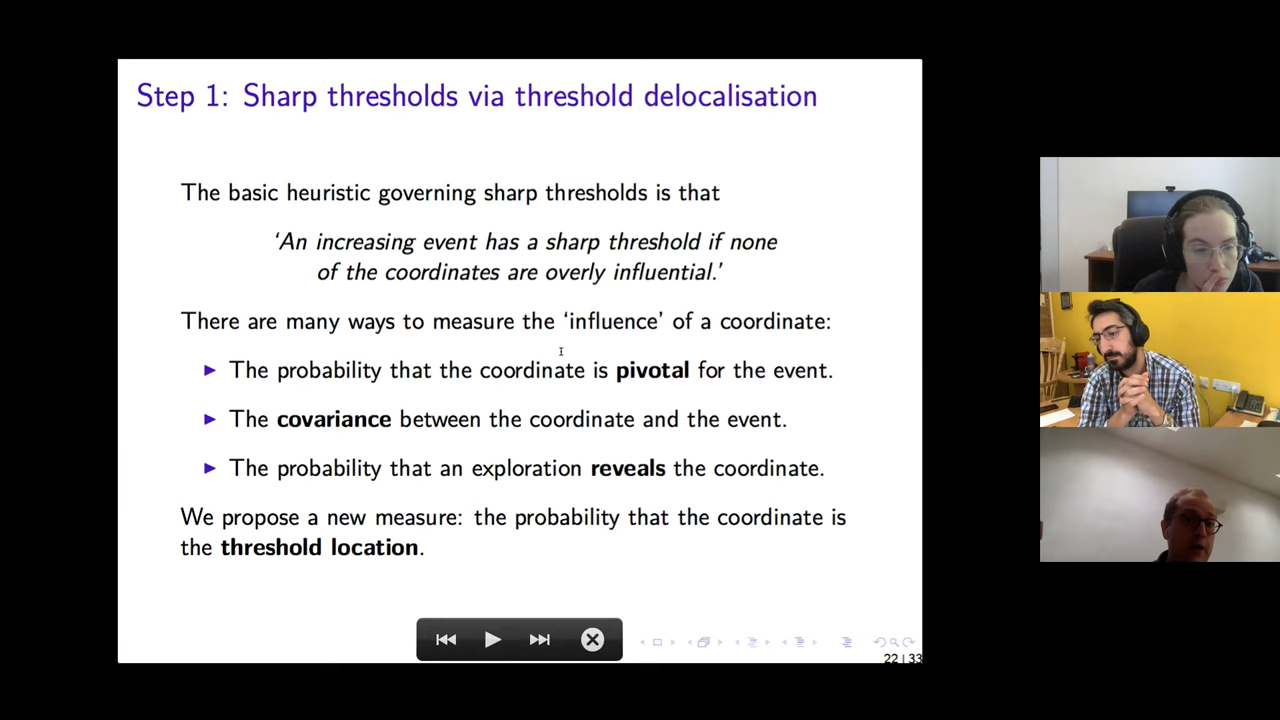 Step 1: Sharp thresholds via threshold delocalisation
The basic heuristic governing sharp thresholds is that
‘An increasing event has a sharp threshold if none
of the coordinates are overly influential.’
There are many ways to measure the ‘influence’ of a coordinate:
▶ The probability that the coordinate is pivotal for the event.
▶ The covariance between the coordinate and the event.
▶ The probability that an exploration reveals the coordinate.
We propose a new measure: the probability that the coordinate is
the threshold location.
22 | 33